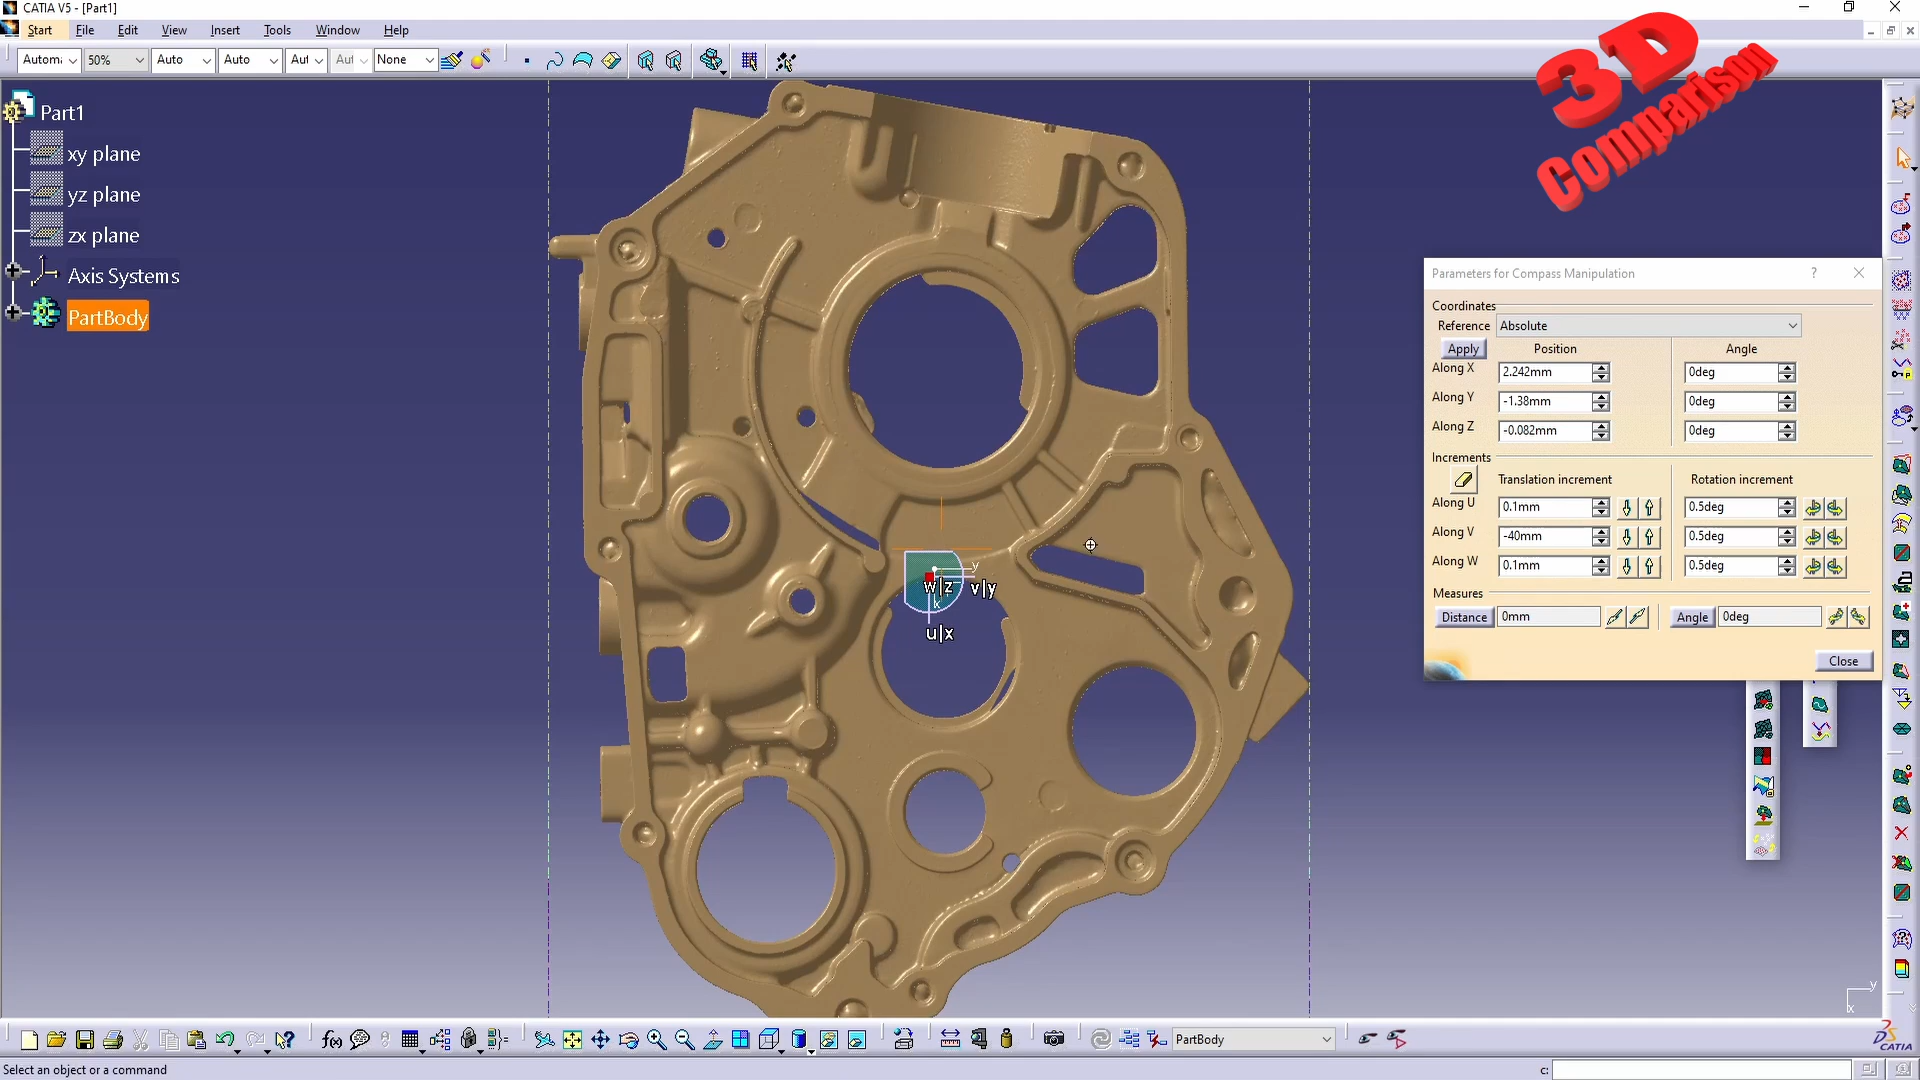 CATIA V5 - [Part1]
Start File Edit View Insert Tools Window Help
Automa 50% Auto Auto Aut Aut None
3D
Comparison
Part1
xy plane
yz plane
zx plane
Axis Systems
PartBody
Parameters for Compass Manipulation ?
Coordinates
Reference Absolute
Apply Position Angle
Along X 2.242mm 0deg
Along Y -1.38mm 0deg
Along Z -0.082mm 0deg
Increments
Translation increment Rotation increment
Along U 0.1mm 0.5deg
Along V -40mm 0.5deg
Along W 0.1mm 0.5deg
Measures
Distance 0mm Angle 0deg
Close
y
w|z v|y
u|x
y
x
PartBody
CATIA
Select an object or a command
c: